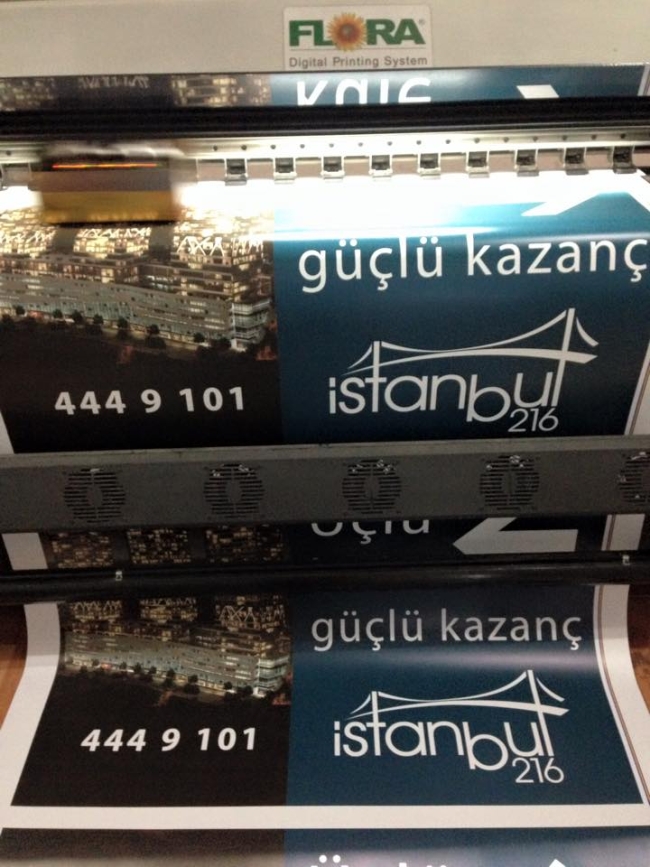 FLORA
Digital Printing System
güçlü kazanç
444 9 101
istanbul
216
güçlü kazanç
444 9 101
istanbul
216